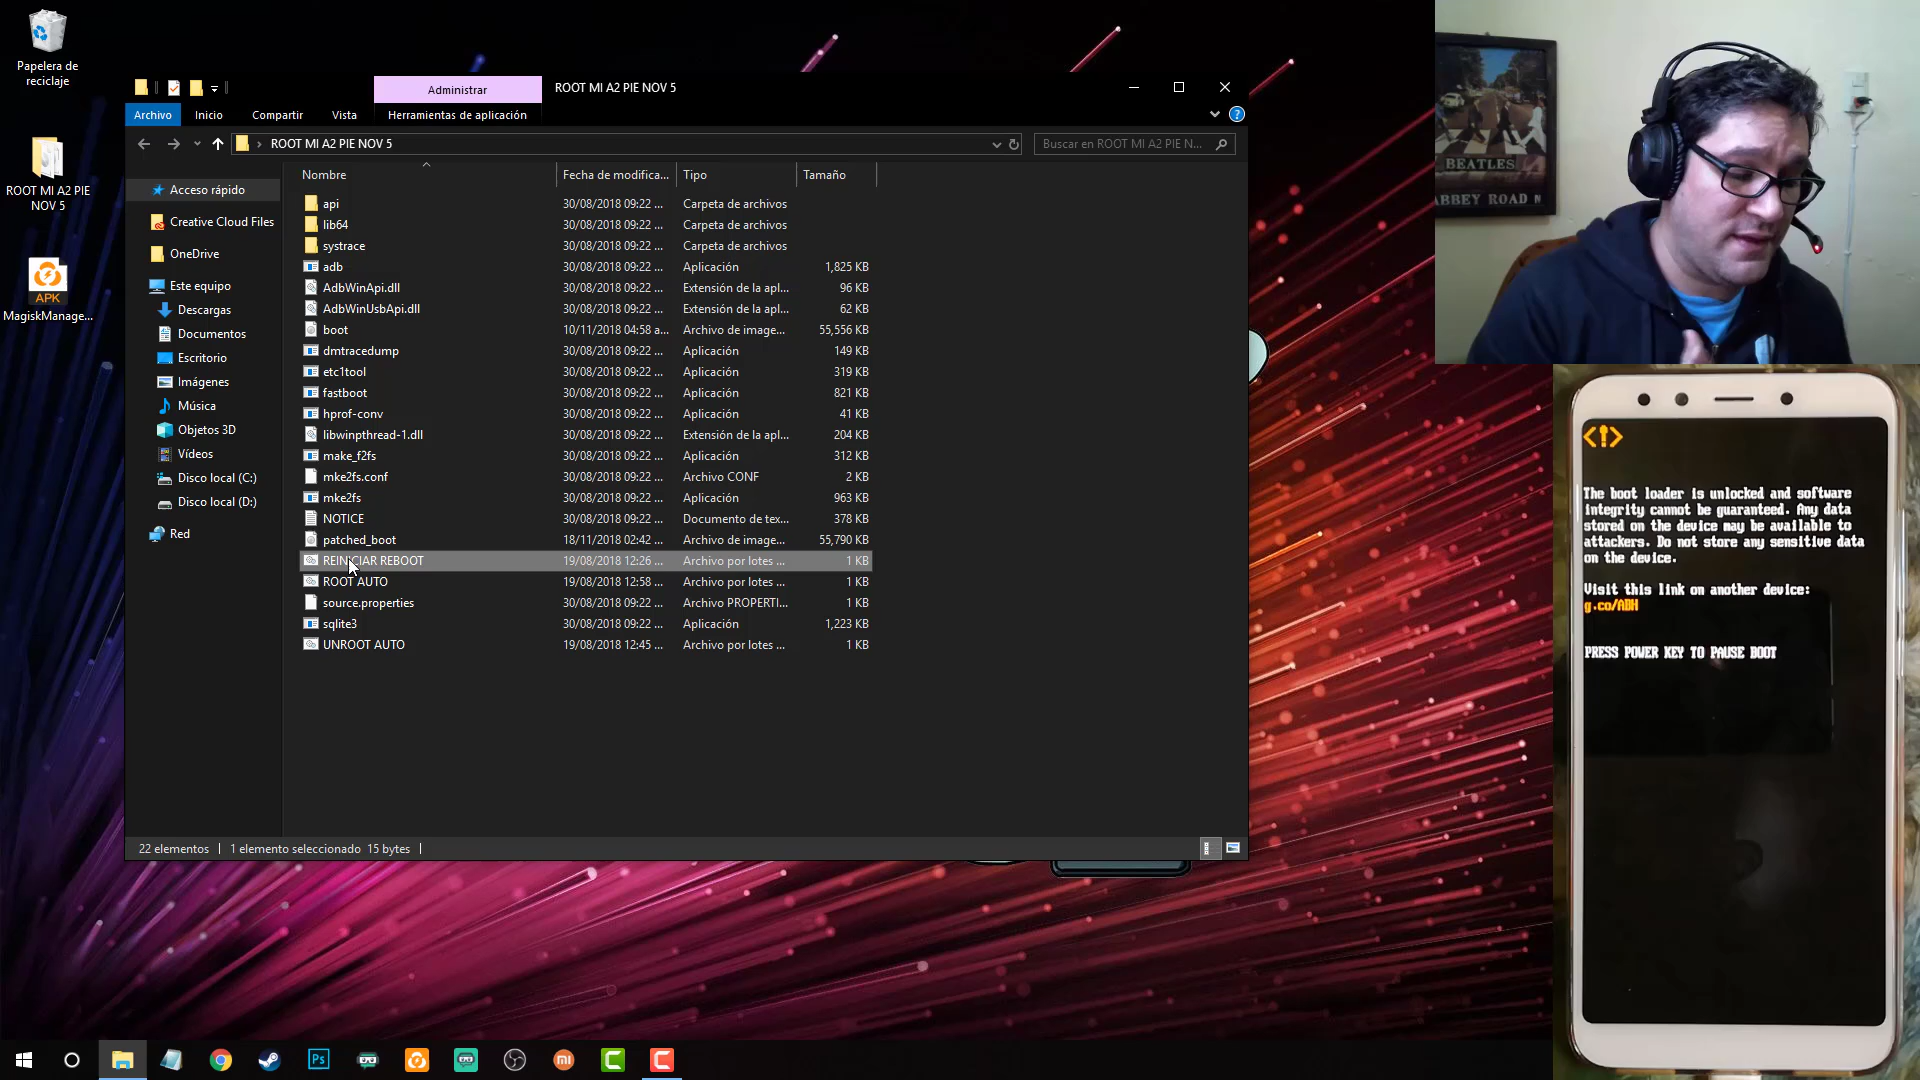 Papelera de
reciclaje
ROOT MI A2 PIE
NOV 5
APK
MagiskManage...
Administrar
ROOT MI A2 PIE NOV 5
Archivo
Inicio
Compartir
Vista
Herramientas de aplicación
ROOT MI A2 PIE NOV 5
Buscar en ROOT MI A2 PIE N...
Acceso rápido
Creative Cloud Files
OneDrive
Este equipo
Descargas
Documentos
Escritorio
Imágenes
Música
Objetos 3D
Vídeos
Disco local (C:)
Disco local (D:)
Red
Nombre Fecha de modifica... Tipo Tamaño
api 30/08/2018 09:22 ... Carpeta de archivos
lib64 30/08/2018 09:22 ... Carpeta de archivos
systrace 30/08/2018 09:22 ... Carpeta de archivos
adb 30/08/2018 09:22 ... Aplicación 1,825 KB
AdbWinApi.dll 30/08/2018 09:22 ... Extensión de la apl... 96 KB
AdbWinUsbApi.dll 30/08/2018 09:22 ... Extensión de la apl... 62 KB
boot 10/11/2018 04:58 a... Archivo de image... 55,556 KB
dmtracedump 30/08/2018 09:22 ... Aplicación 149 KB
etc1tool 30/08/2018 09:22 ... Aplicación 319 KB
fastboot 30/08/2018 09:22 ... Aplicación 821 KB
hprof-conv 30/08/2018 09:22 ... Aplicación 41 KB
libwinpthread-1.dll 30/08/2018 09:22 ... Extensión de la apl... 204 KB
make_f2fs 30/08/2018 09:22 ... Aplicación 312 KB
mke2fs.conf 30/08/2018 09:22 ... Archivo CONF 2 KB
mke2fs 30/08/2018 09:22 ... Aplicación 963 KB
NOTICE 30/08/2018 09:22 ... Documento de tex... 378 KB
patched_boot 18/11/2018 02:42 ... Archivo de image... 55,790 KB
REINICIAR REBOOT 19/08/2018 12:26 ... Archivo por lotes ... 1 KB
ROOT AUTO 19/08/2018 12:58 ... Archivo por lotes ... 1 KB
source.properties 30/08/2018 09:22 ... Archivo PROPERTI... 1 KB
sqlite3 30/08/2018 09:22 ... Aplicación 1,223 KB
UNROOT AUTO 19/08/2018 12:45 ... Archivo por lotes ... 1 KB
22 elementos
1 elemento seleccionado 15 bytes
BEATLES
ABBEY ROAD
<!>
The boot loader is unlocked and software
integrity cannot be guaranteed. Any data
stored on the device may be available to
attackers. Do not store any sensitive data
on the device.
Visit this link on another device:
g.co/ABH
PRESS POWER KEY TO PAUSE BOOT
Ps
mi
C
C